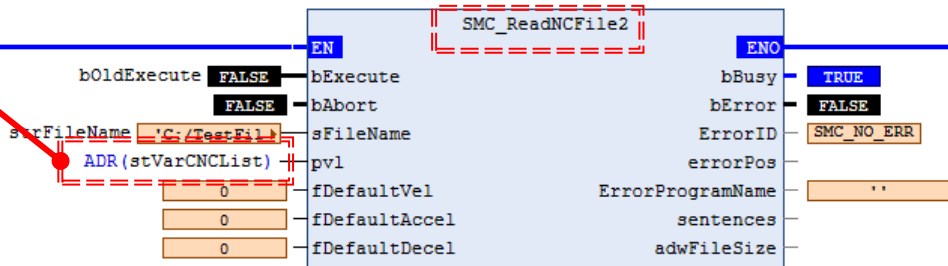 SMC_ReadNCFile2
EN ENO
bOldExecute FALSE bExecute bBusy TRUE
FALSE bAbort bError FALSE
strFileName 'C:/TestFil sFileName ErrorID SMC_NO_ERR
ADR(stVarCNCList) pvl errorPos
0 fDefaultVel ErrorProgramName ''
0 fDefaultAccel sentences
0 fDefaultDecel adwFileSize